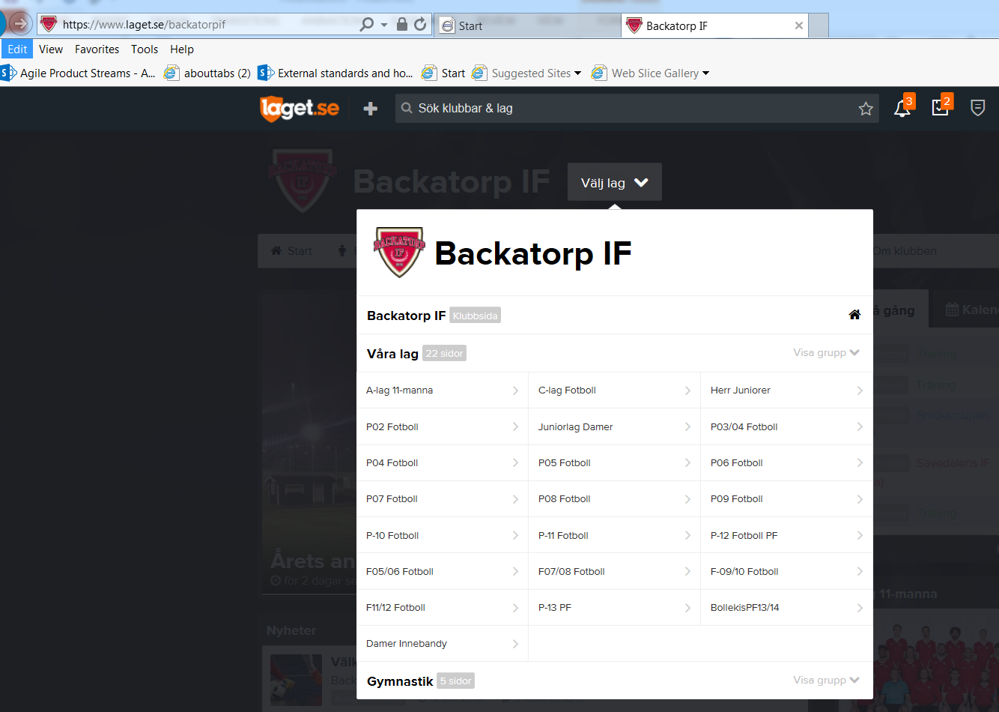 https://www.laget.se/backatorpif
Start
Backatorp IF
Edit View Favorites Tools Help
Agile Product Streams - A... abouttabs (2) External standards and ho... Start Suggested Sites Web Slice Gallery
laget.se
Sök klubbar & lag
3
2
BACKATORP
IF
Backatorp IF
Välj lag
Start
Om klubben
BACKATORP
IF
Backatorp IF
Backatorp IF Klubbsida
å gång
Kalen
Våra lag 22 sidor
Visa grupp
Träning
A-lag 11-manna
C-lag Fotboll
Herr Juniorer
Träning
P02 Fotboll
Juniorlag Damer
P03/04 Fotboll
P04 Fotboll
P05 Fotboll
P06 Fotboll
Sävedalens IF
P07 Fotboll
P08 Fotboll
P09 Fotboll
Träning
P-10 Fotboll
P-11 Fotboll
P-12 Fotboll PF
Årets an
F05/06 Fotboll
F07/08 Fotboll
F-09/10 Fotboll
för 2 dagar se
11-manna
F11/12 Fotboll
P-13 PF
BollekisPF13/14
Nyheter
Damer Innebandy
Välk
Back
Gymnastik 5 sidor
Visa grupp